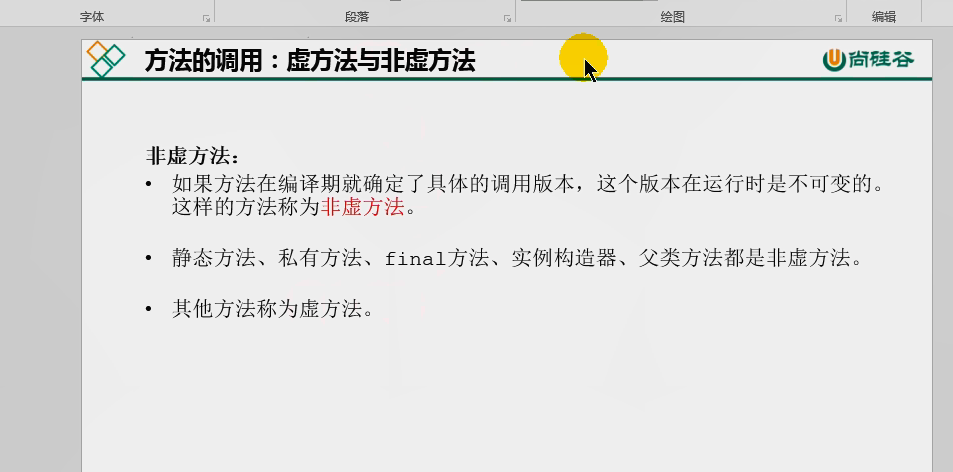 字体 段落 绘图 编辑
方法的调用：虚方法与非虚方法
尚硅谷
非虚方法：
• 如果方法在编译期就确定了具体的调用版本，这个版本在运行时是不可变的。
这样的方法称为非虚方法。
• 静态方法、私有方法、final方法、实例构造器、父类方法都是非虚方法。
• 其他方法称为虚方法。